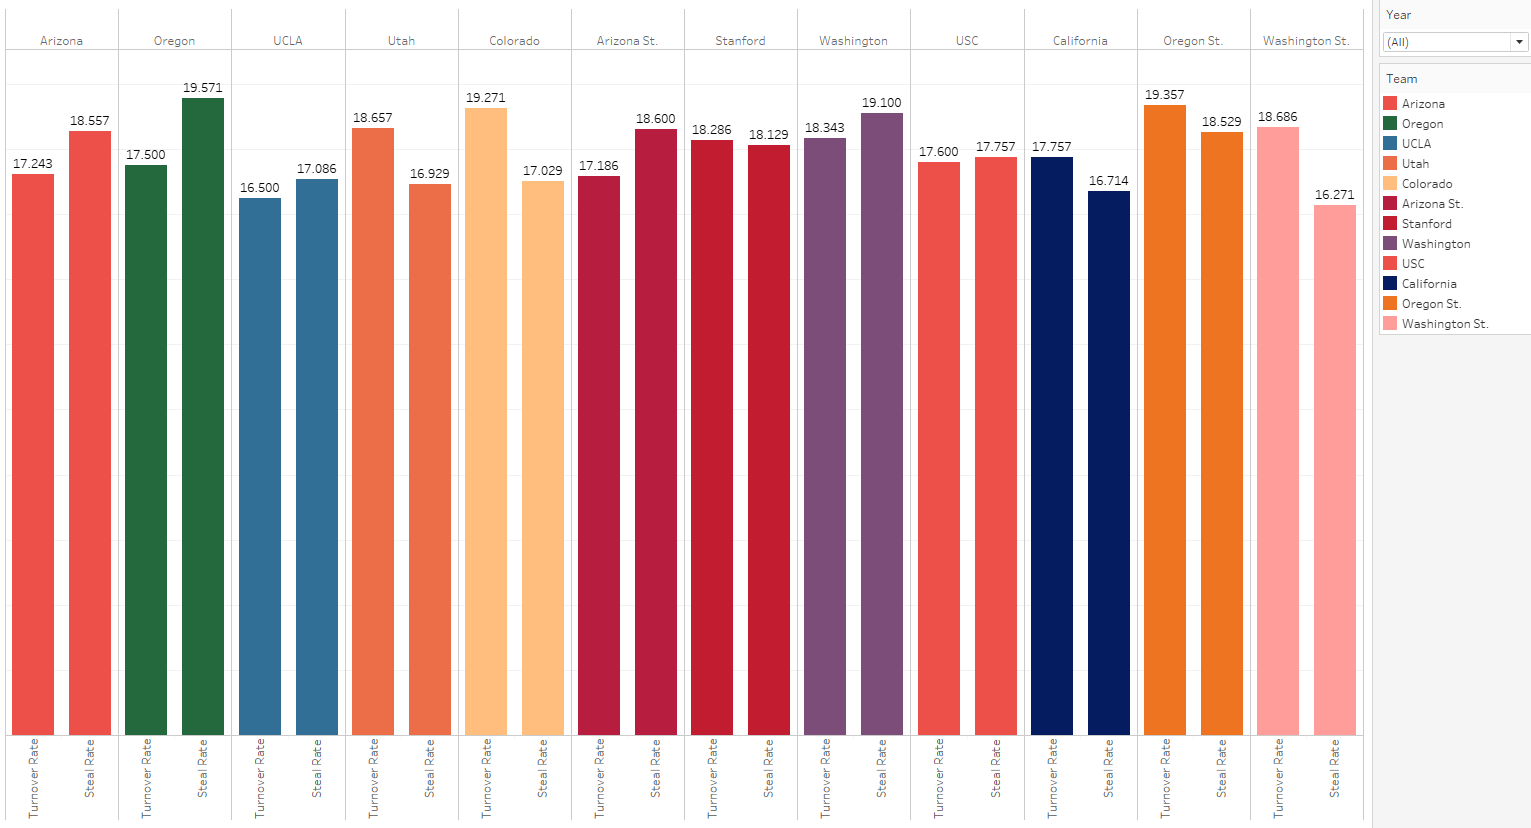 Arizona Oregon UCLA Utah Colorado Arizona St. Stanford Washington USC California Oregon St. Washington St.
17.243 18.557 17.500 19.571 16.500 17.086 18.657 16.929 19.271 17.029 17.186 18.600 18.286 18.129 18.343 19.100 17.600 17.757 17.757 16.714 19.357 18.529 18.686 16.271
Turnover Rate Steal Rate Turnover Rate Steal Rate Turnover Rate Steal Rate Turnover Rate Steal Rate Turnover Rate Steal Rate Turnover Rate Steal Rate Turnover Rate Steal Rate Turnover Rate Steal Rate Turnover Rate Steal Rate Turnover Rate Steal Rate Turnover Rate Steal Rate Turnover Rate Steal Rate
Year
(All)
Team
Arizona
Oregon
UCLA
Utah
Colorado
Arizona St.
Stanford
Washington
USC
California
Oregon St.
Washington St.